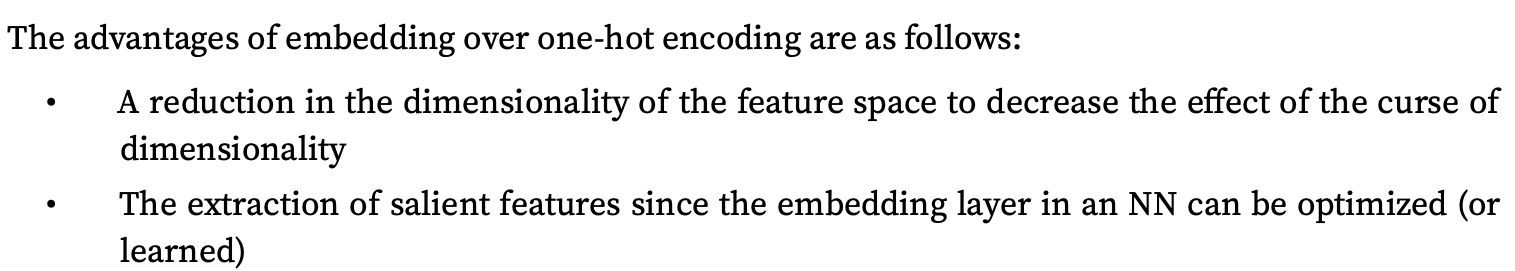 The advantages of embedding over one-hot encoding are as follows:
• A reduction in the dimensionality of the feature space to decrease the effect of the curse of
dimensionality
• The extraction of salient features since the embedding layer in an NN can be optimized (or
learned)